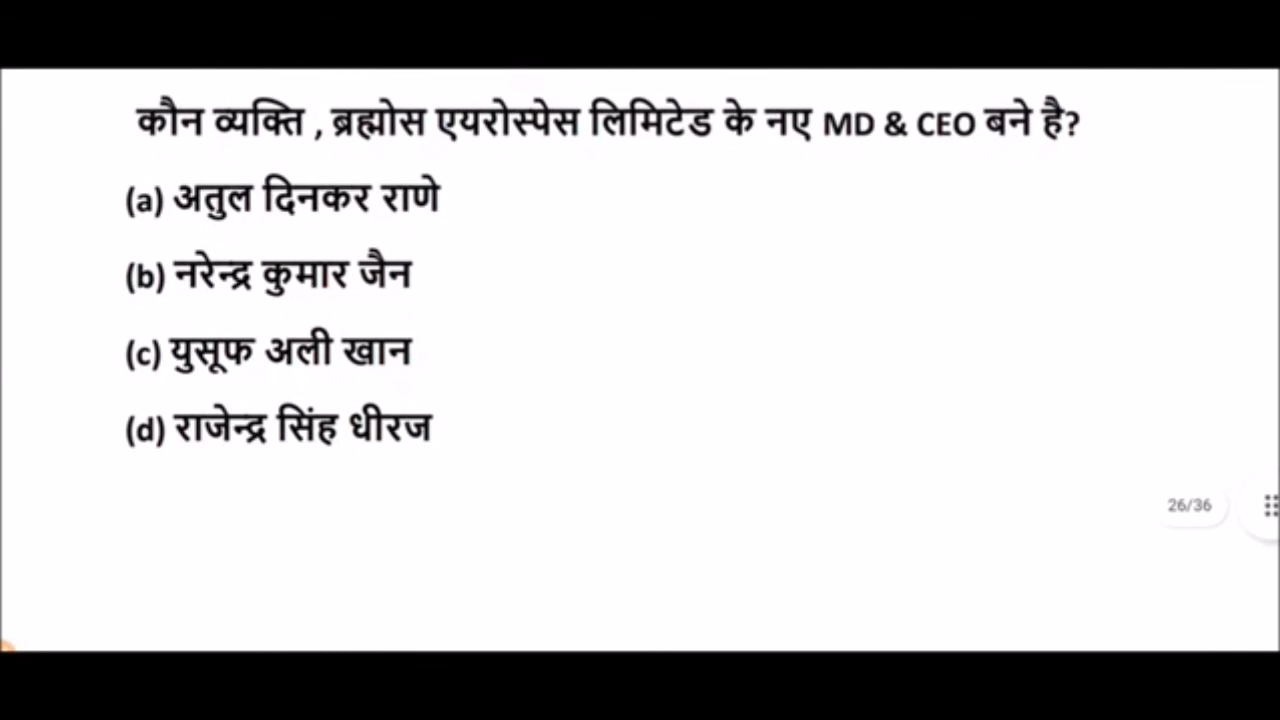 कौन व्यक्ति , ब्रह्मोस एयरोस्पेस लिमिटेड के नए MD & CEO बने है?
(a) अतुल दिनकर राणे
(b) नरेन्द्र कुमार जैन
(c) युसूफ अली खान
(d) राजेन्द्र सिंह धीरज
26/36